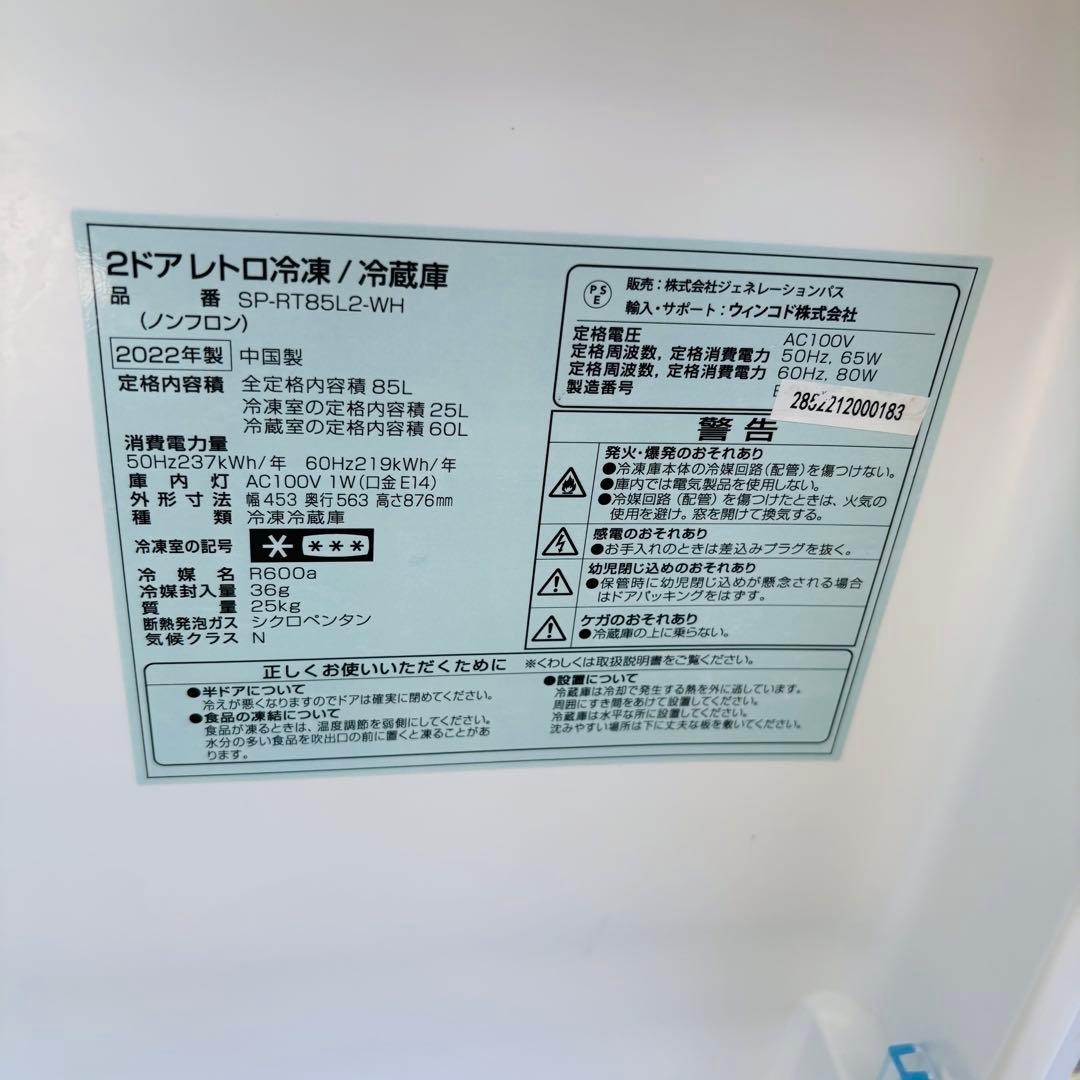 2ドアレトロ冷凍/冷蔵庫
品番 SP-RT85L2-WH
(ノンフロン)
2022年製 中国製
定格内容積 全定格内容積 85L
冷凍室の定格内容積 25L
冷蔵室の定格内容積 60L
消費電力量
50Hz237kWh/年 60Hz219kWh/年
庫内灯 AC100V 1W(口金E14)
外形寸法 幅453 奥行563 高さ876mm
種類 冷凍冷蔵庫
冷凍室の記号 * ***
冷媒名 R600a
冷媒封入量 36g
質量 25kg
断熱発泡ガス シクロペンタン
気候クラス N
PSE
販売:株式会社ジェネレーションパス
輸入・サポート:ウィンコド株式会社
定格電圧 AC100V
定格周波数, 定格消費電力 50Hz, 65W
定格周波数, 定格消費電力 60Hz, 80W
製造番号
2852212000183
警告
発火・爆発のおそれあり
●冷凍庫本体の冷媒回路(配管)を傷つけない。
●庫内では電気製品を使用しない。
●冷媒回路(配管)を傷つけたときは、火気の
使用を避け。窓を開けて換気する。
感電のおそれあり
●お手入れのときは差込みプラグを抜く。
幼児閉じ込めのおそれあり
●保管時に幼児閉じ込めが懸念される場合
はドアパッキングをはずす。
ケガのおそれあり
●冷蔵庫の上に乗らない。
正しくお使いいただくために ※くわしくは取扱説明書をご覧ください。
●半ドアについて
冷えが悪くなりますのでドアは確実に閉めてください。
●食品の凍結について
食品が凍るときは、温度調節を弱側にしてください。
水分の多い食品を吹出口の前に置くと凍ることがあ
ります。
●設置について
冷蔵庫は冷却で発生する熱を外に逃しています。
周囲にすき間をあけて設置してください。
冷蔵庫は水平な所に設置してください。
沈みやすい場所は下に丈夫な板を敷いてください。